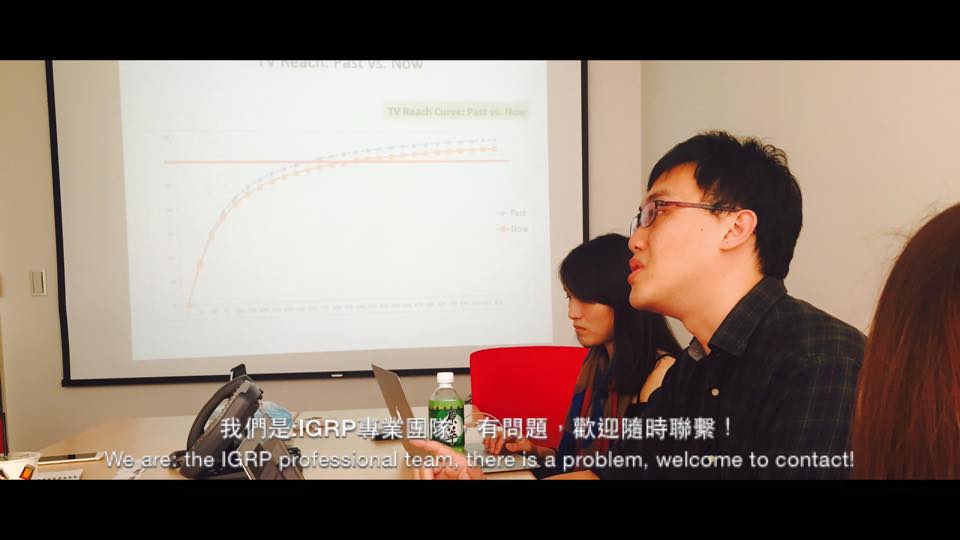 TV Reach: Past vs. Now
TV Reach Curve: Past vs. Now
Past
Now
我們是:IGRP專業團隊，有問題，歡迎隨時聯繫！
We are: the IGRP professional team, there is a problem, welcome to contact!